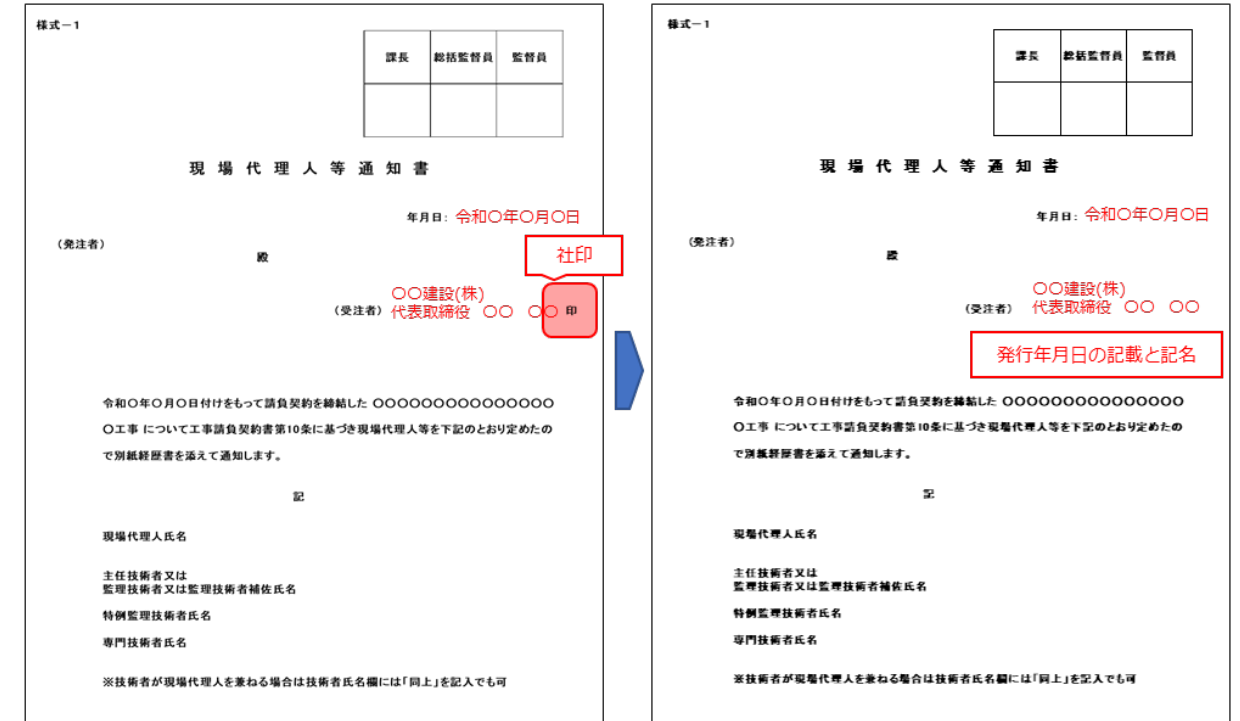 様式－1
課長 総括監督員 監督員
現場代理人等通知書
年月日: 令和〇年〇月〇日
(発注者)
殿
社印
〇〇建設(株)
(受注者) 代表取締役 〇〇 〇〇 印
令和〇年〇月〇日付けをもって請負契約を締結した 〇〇〇〇〇〇〇〇〇〇〇〇〇〇〇
〇工事 について工事請負契約書第10条に基づき現場代理人等を下記のとおり定めたの
で別紙経歴書を添えて通知します。
記
現場代理人氏名
主任技術者又は
監理技術者又は監理技術者補佐氏名
特例監理技術者氏名
専門技術者氏名
※技術者が現場代理人を兼ねる場合は技術者氏名欄には「同上」を記入でも可
様式－1
課長 総括監督員 監督員
現場代理人等通知書
年月日: 令和〇年〇月〇日
(発注者)
殿
〇〇建設(株)
(受注者) 代表取締役 〇〇 〇〇
発行年月日の記載と記名
令和〇年〇月〇日付けをもって請負契約を締結した 〇〇〇〇〇〇〇〇〇〇〇〇〇〇〇
〇工事 について工事請負契約書第10条に基づき現場代理人等を下記のとおり定めたの
で別紙経歴書を添えて通知します。
記
現場代理人氏名
主任技術者又は
監理技術者又は監理技術者補佐氏名
特例監理技術者氏名
専門技術者氏名
※技術者が現場代理人を兼ねる場合は技術者氏名欄には「同上」を記入でも可